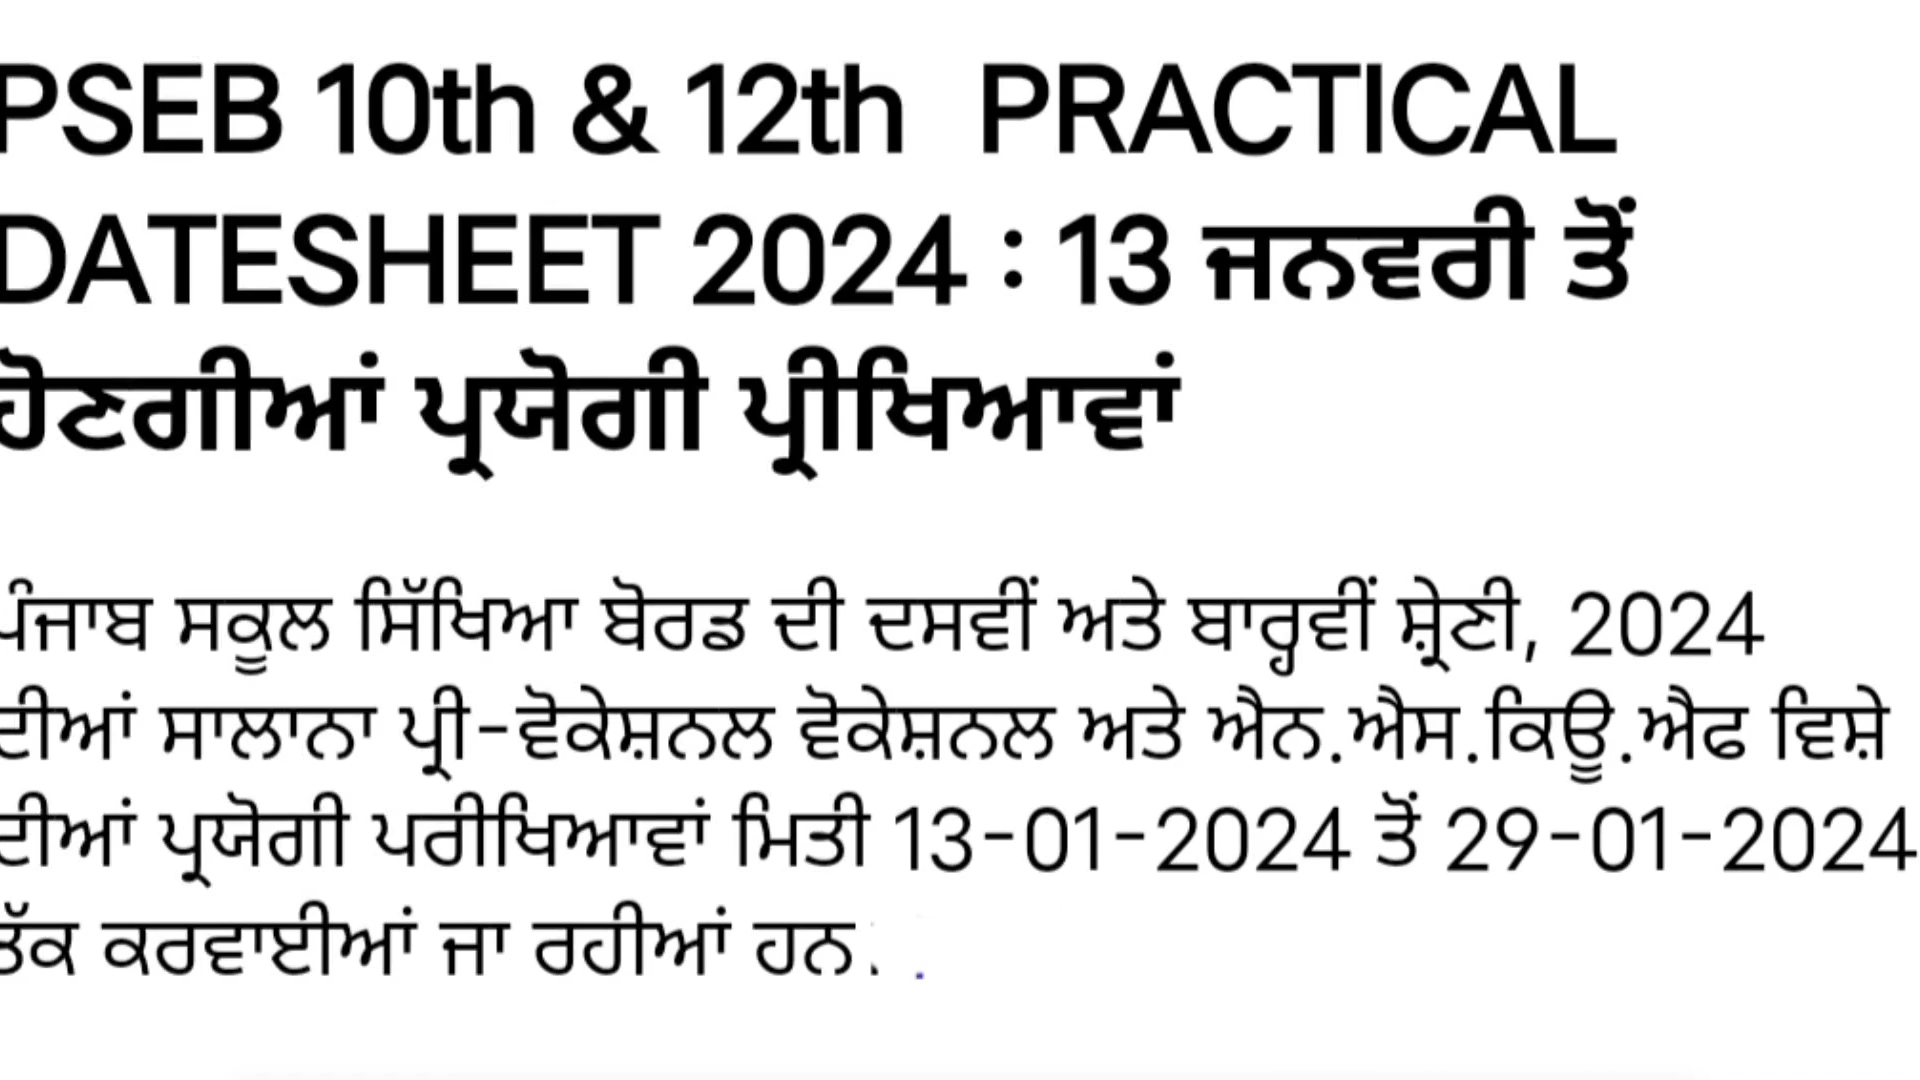 PSEB 10th & 12th PRACTICAL
DATESHEET 2024 : 13 ਜਨਵਰੀ ਤੋਂ
ਹੋਣਗੀਆਂ ਪ੍ਰਯੋਗੀ ਪ੍ਰੀਖਿਆਵਾਂ
ਪੰਜਾਬ ਸਕੂਲ ਸਿੱਖਿਆ ਬੋਰਡ ਦੀ ਦਸਵੀਂ ਅਤੇ ਬਾਰ੍ਹਵੀਂ ਸ਼੍ਰੇਣੀ, 2024
ਦੀਆਂ ਸਾਲਾਨਾ ਪ੍ਰੀ-ਵੋਕੇਸ਼ਨਲ ਵੋਕੇਸ਼ਨਲ ਅਤੇ ਐਨ.ਐਸ.ਕਿਊ.ਐਫ ਵਿਸ਼ੇ
ਦੀਆਂ ਪ੍ਰਯੋਗੀ ਪਰੀਖਿਆਵਾਂ ਮਿਤੀ 13-01-2024 ਤੋਂ 29-01-2024
ਤੱਕ ਕਰਵਾਈਆਂ ਜਾ ਰਹੀਆਂ ਹਨ. .